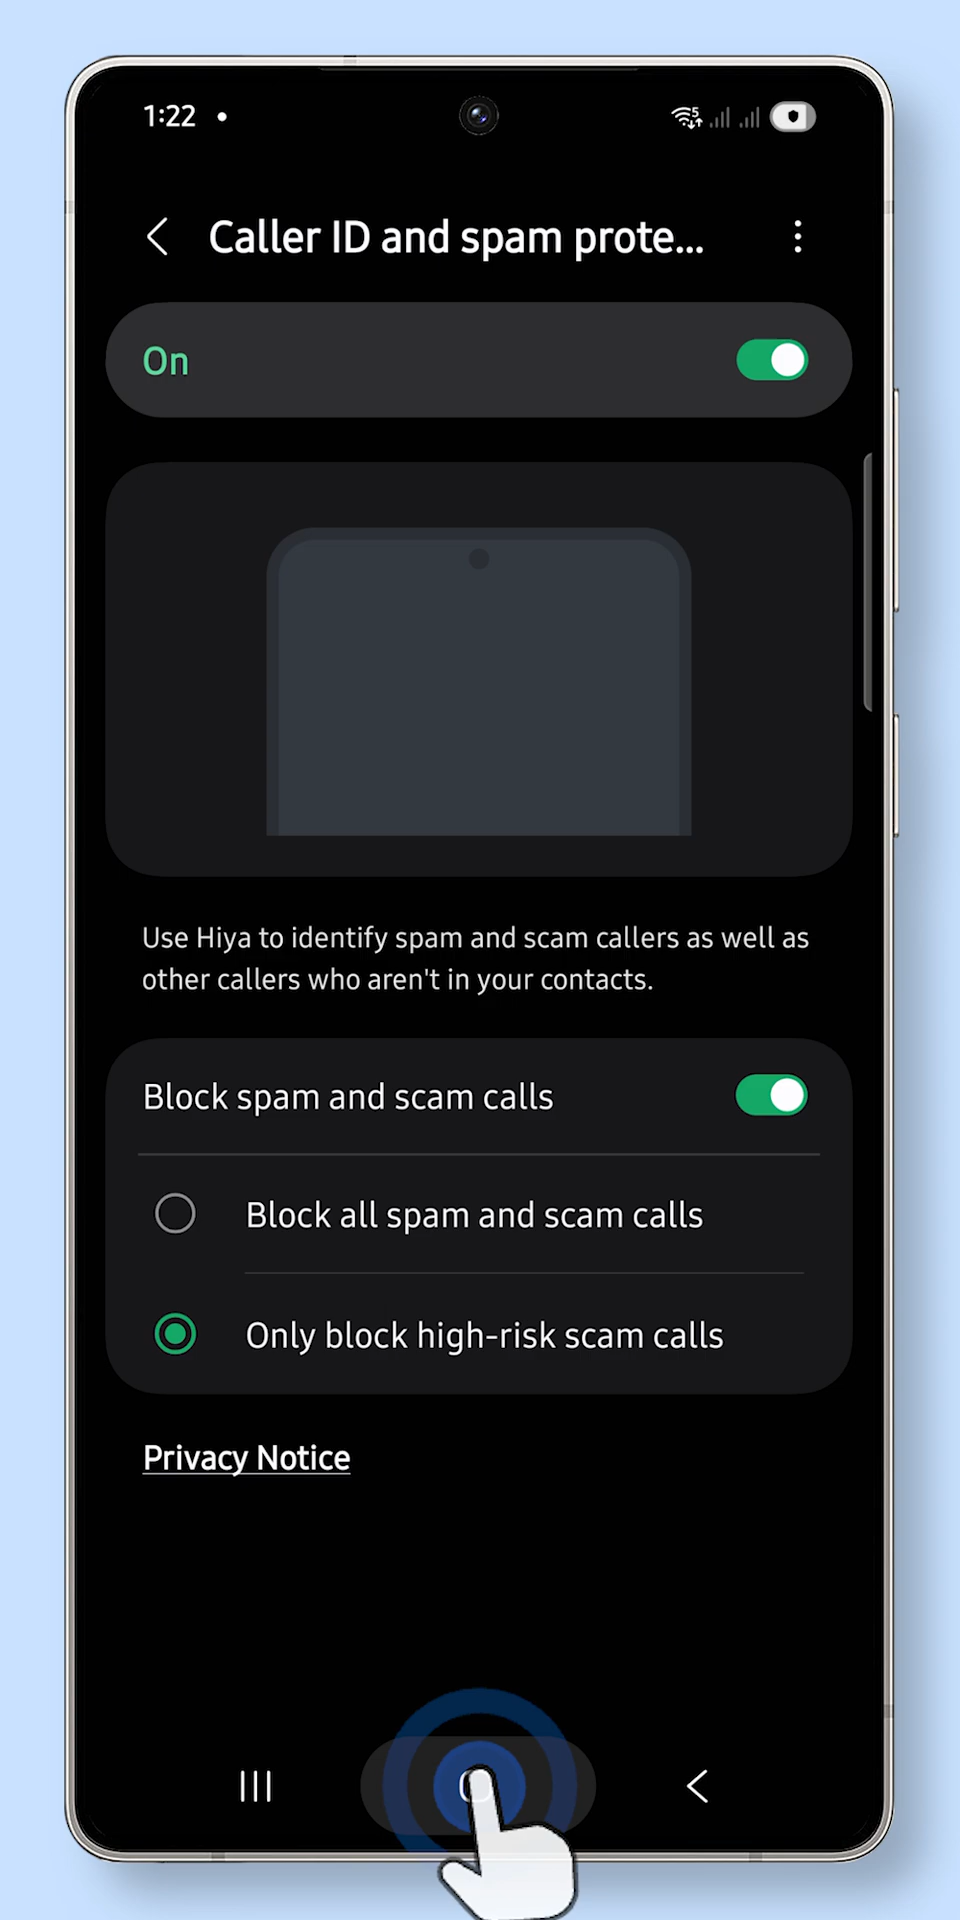 1:22
Caller ID and spam prote...
On
Use Hiya to identify spam and scam callers as well as
other callers who aren't in your contacts.
Block spam and scam calls
Block all spam and scam calls
Only block high-risk scam calls
Privacy Notice